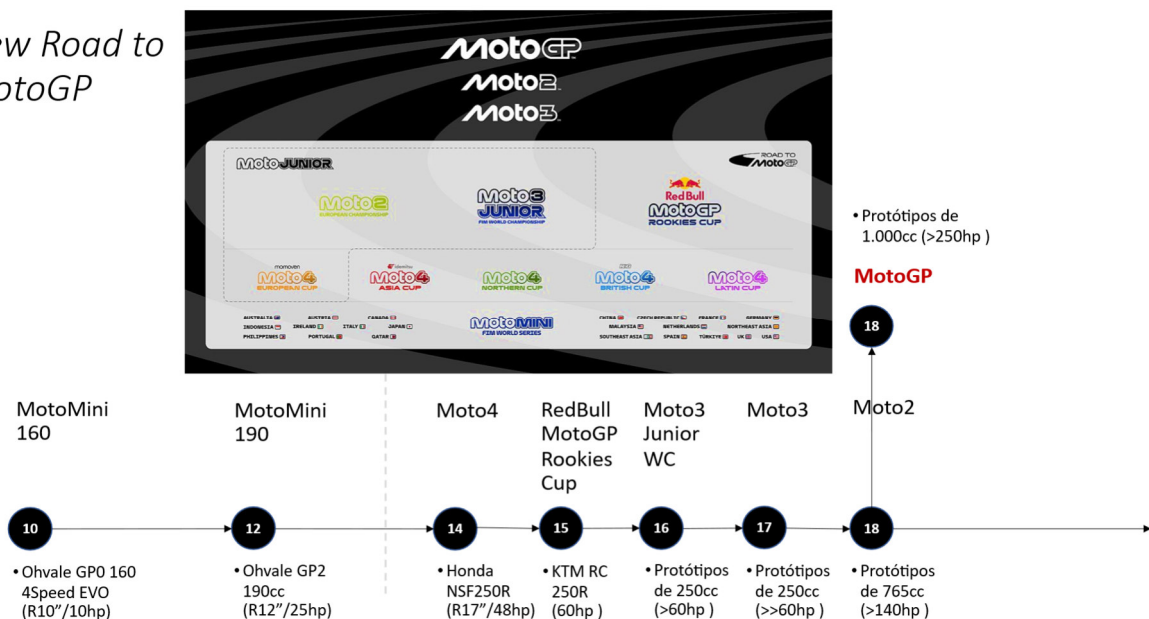 ew Road to
otoGP
MotoGP
Moto2
Moto3
MotoJUNIOR
ROAD TO
MotoGP
Moto2
EUROPEAN CHAMPIONSHIP
Moto3
JUNIOR
FIM WORLD CHAMPIONSHIP
Red Bull
MotoGP
ROOKIES CUP
Moto4
EUROPEAN CUP
Moto4
ASIA CUP
Moto4
NORTHERN CUP
Moto4
BRITISH CUP
Moto4
LATIN CUP
AUSTRALIA AUSTRIA CANADA
INDONESIA IRELAND ITALY JAPAN
PHILIPPINES PORTUGAL QATAR
MotoMINI
FIM WORLD SERIES
CHINA CZECH REPUBLIC FRANCE GERMANY
MALAYSIA NETHERLANDS NORTHEAST ASIA
SOUTHEAST ASIA SPAIN TÜRKIYE UK USA
• Protótipos de
1.000cc (>250hp )
MotoGP
18
MotoMini
160
MotoMini
190
Moto4
RedBull
MotoGP
Rookies
Cup
Moto3
Junior
WC
Moto3
Moto2
10
12
14
15
16
17
18
• Ohvale GP0 160
4Speed EVO
(R10”/10hp)
• Ohvale GP2
190cc
(R12”/25hp)
• Honda
NSF250R
(R17”/48hp)
• KTM RC
250R
(60hp )
• Protótipos
de 250cc
(>60hp )
• Protótipos
de 250cc
(>>60hp )
• Protótipos
de 765cc
(>140hp )